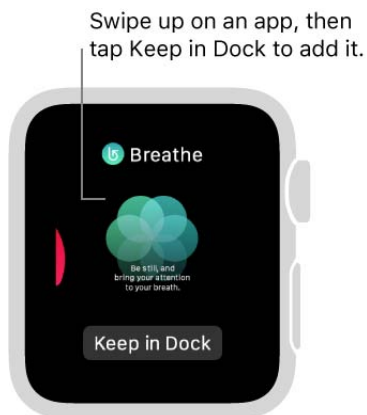 Swipe up on an app, then
tap Keep in Dock to add it.
Breathe
Be still, and
bring your attention
to your breath.
Keep in Dock